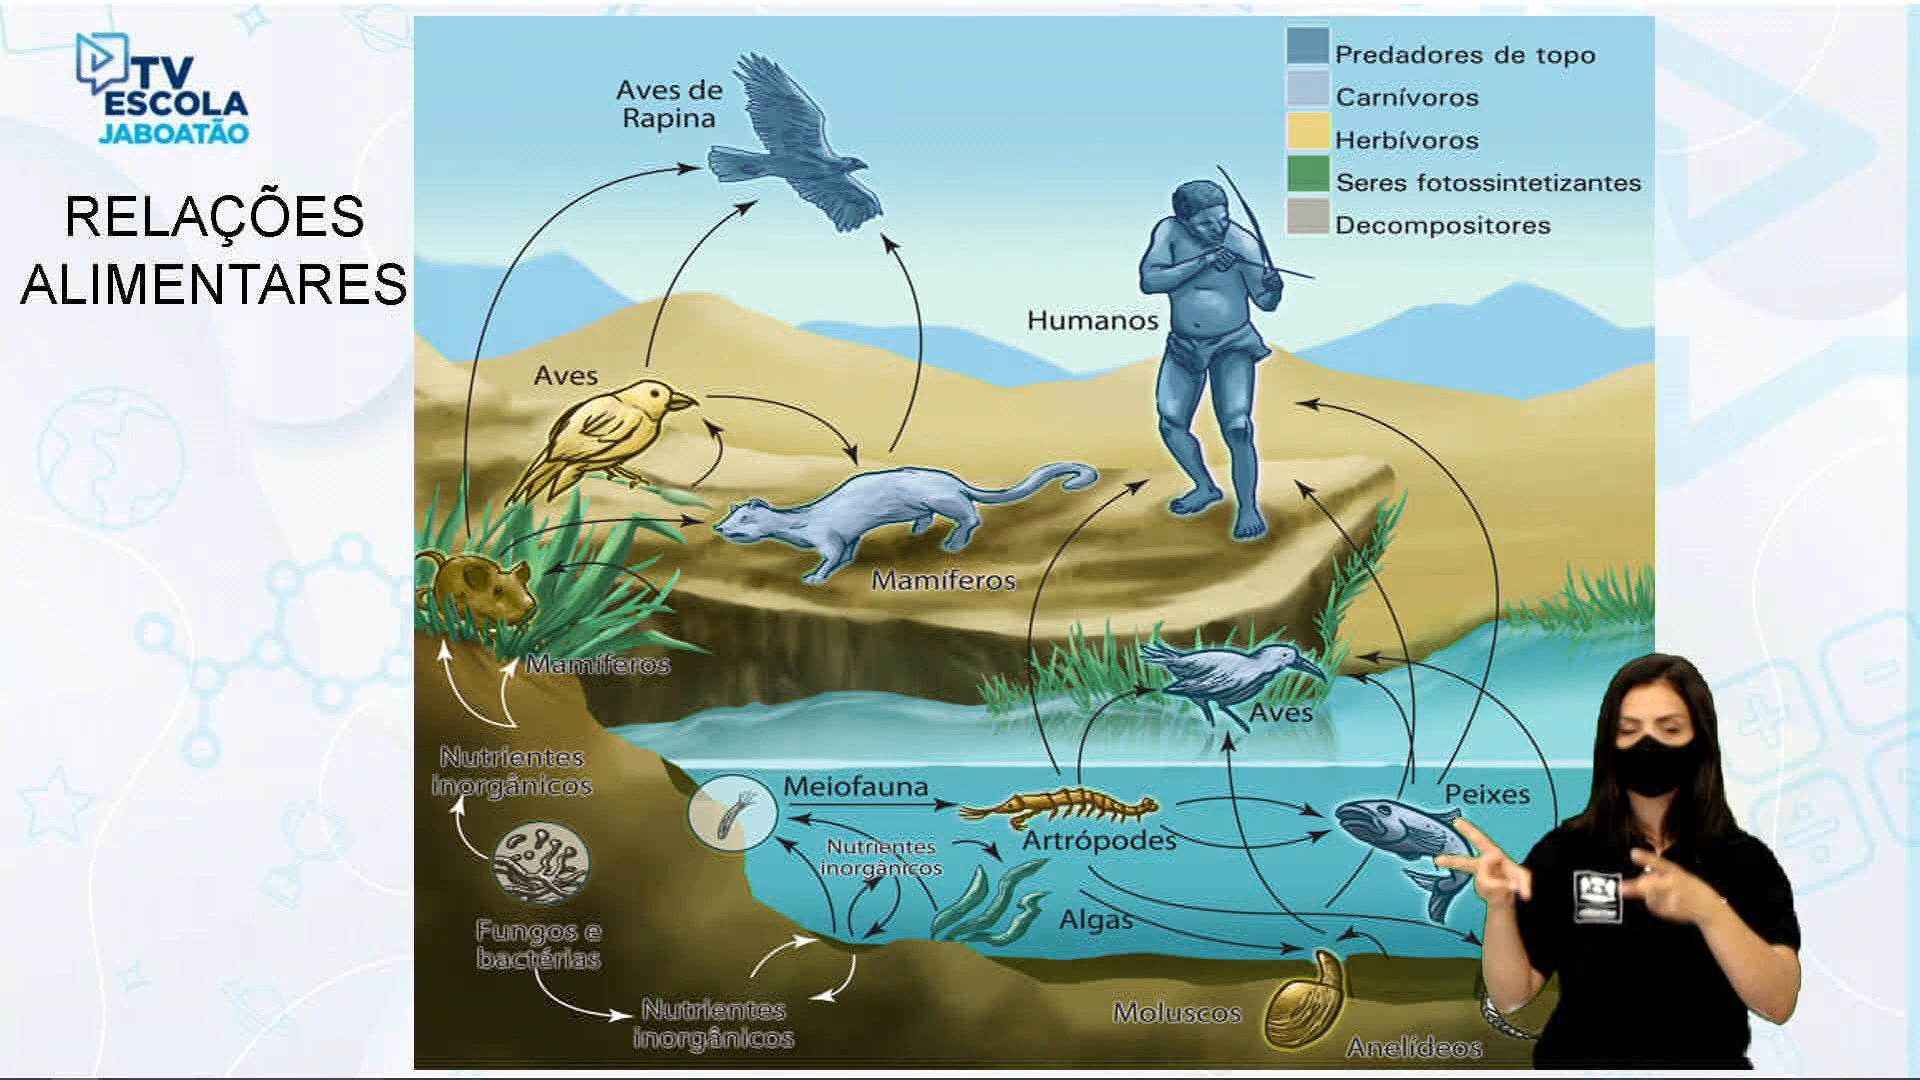 TV
ESCOLA
JABOATÃO
RELAÇÕES
ALIMENTARES
Predadores de topo
Carnívoros
Herbívoros
Seres fotossintetizantes
Decompositores
Aves de
Rapina
Humanos
Aves
Mamíferos
Mamíferos
Aves
Nutrientes
inorgânicos
Meiofauna
Artrópodes
Peixes
Nutrientes
inorgânicos
Algas
Fungos e
bactérias
Nutrientes
inorgânicos
Moluscos
Anelídeos